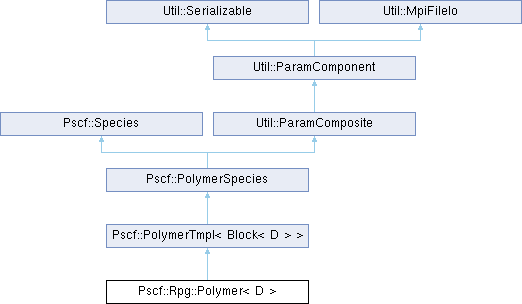 Util::Serializable
Util::MpiFileIo
Util::ParamComponent
Pscf::Species
Util::ParamComposite
Pscf::PolymerSpecies
Pscf::PolymerTmpl< Block< D > >
Pscf::Rpg::Polymer< D >